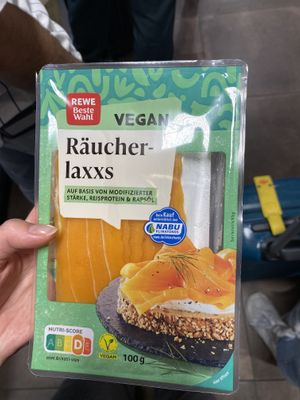 REWE
Beste
Wahl
VEGAN
Räucher-
laxxs
AUF BASIS VON MODIFIZIERTER
STÄRKE, REISPROTEIN & RAPSÖL
NABU
NUTRI-SCORE
A B C D E
VEGAN
100 g